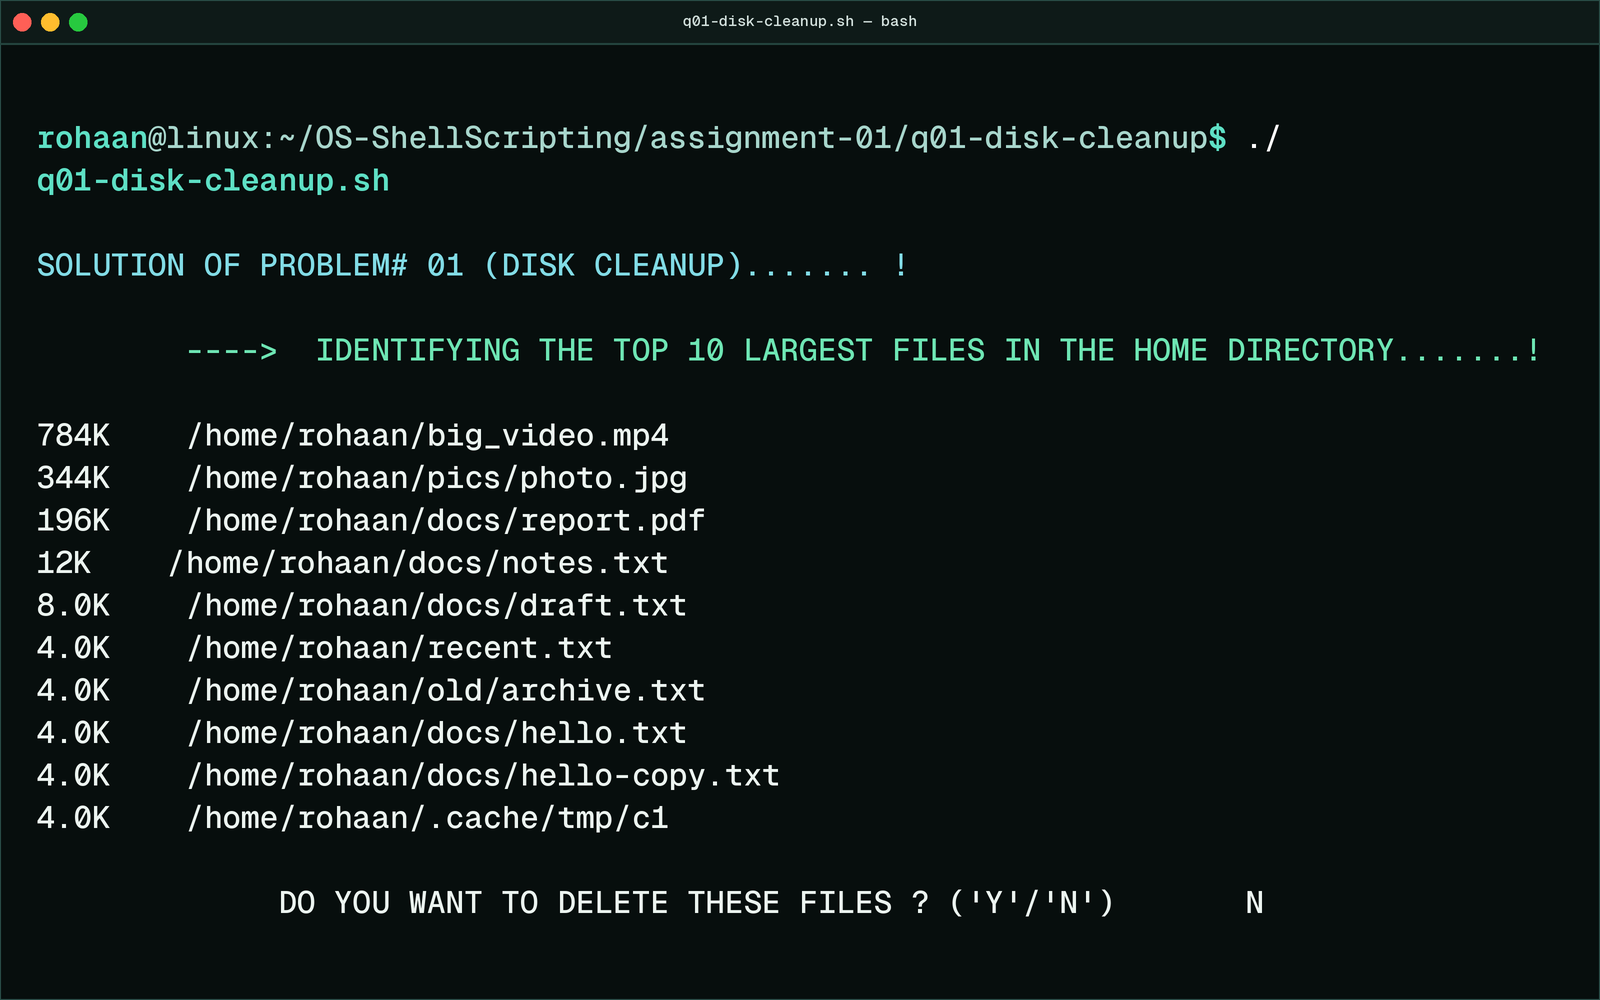 q01-disk-cleanup.sh — bash
rohaan@linux:~/OS-ShellScripting/assignment-01/q01-disk-cleanup$ ./
q01-disk-cleanup.sh
SOLUTION OF PROBLEM# 01 (DISK CLEANUP)....... !
----> IDENTIFYING THE TOP 10 LARGEST FILES IN THE HOME DIRECTORY.......!
784K /home/rohaan/big_video.mp4
344K /home/rohaan/pics/photo.jpg
196K /home/rohaan/docs/report.pdf
12K /home/rohaan/docs/notes.txt
8.0K /home/rohaan/docs/draft.txt
4.0K /home/rohaan/recent.txt
4.0K /home/rohaan/old/archive.txt
4.0K /home/rohaan/docs/hello.txt
4.0K /home/rohaan/docs/hello-copy.txt
4.0K /home/rohaan/.cache/tmp/c1
DO YOU WANT TO DELETE THESE FILES ? ('Y'/'N') N